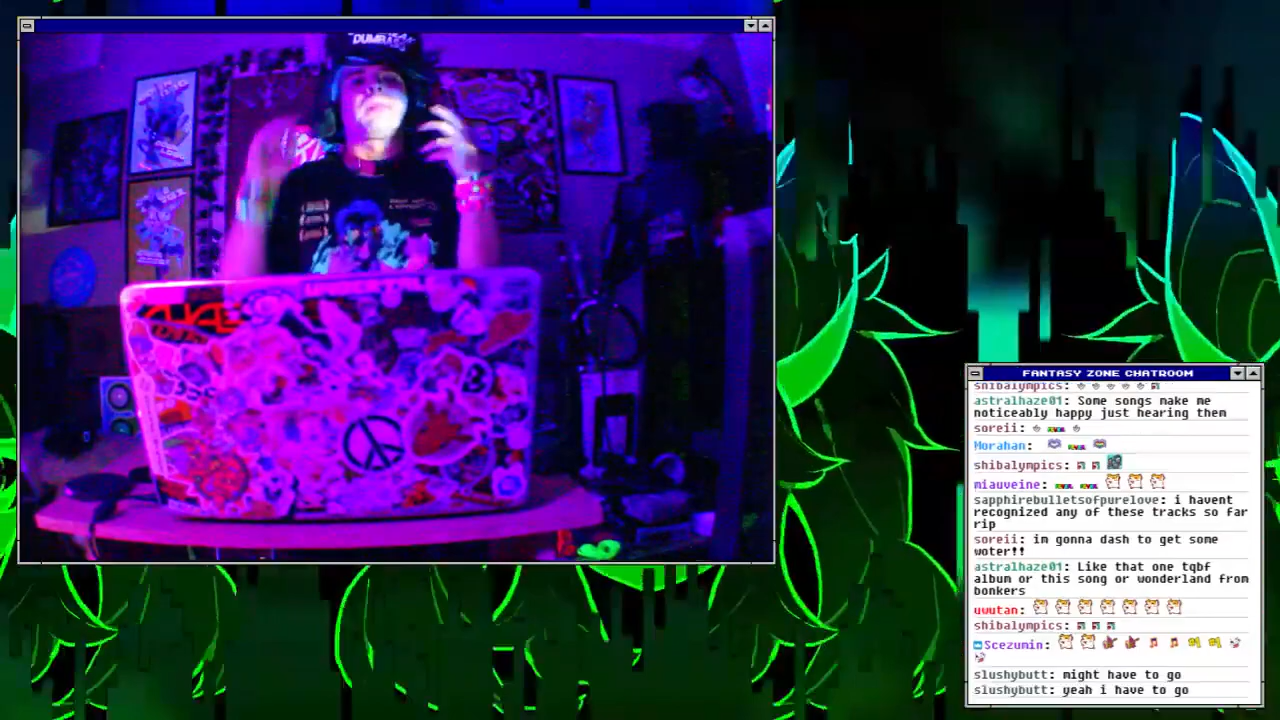 DUMBASS
FANTASY ZONE CHATROOM
shibalympics:
astralhaze01: Some songs make me
noticeably happy just hearing them
soreii:
Morahan:
shibalympics:
miauveine:
sapphirebulletsofpurelove: i havent
recognized any of these tracks so far
rip
soreii: im gonna dash to get some
woter!!
astralhaze01: Like that one tqbf
album or this song or wonderland from
bonkers
uwutan:
shibalympics:
Scezumin:
slushybutt: might have to go
slushybutt: yeah i have to go